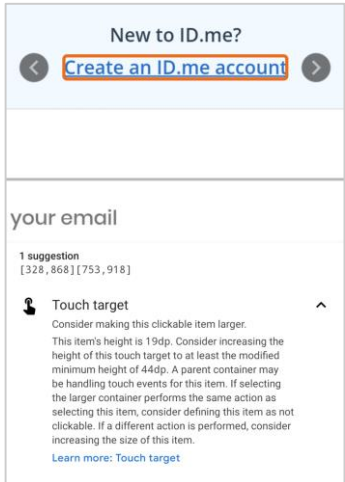 New to ID.me?
Create an ID.me account
your email
1 suggestion
[328,868][753,918]
Touch target
Consider making this clickable item larger.
This item's height is 19dp. Consider increasing the
height of this touch target to at least the modified
minimum height of 44dp. A parent container may
be handling touch events for this item. If selecting
the larger container performs the same action as
selecting this item, consider defining this item as not
clickable. If a different action is performed, consider
increasing the size of this item.
Learn more: Touch target